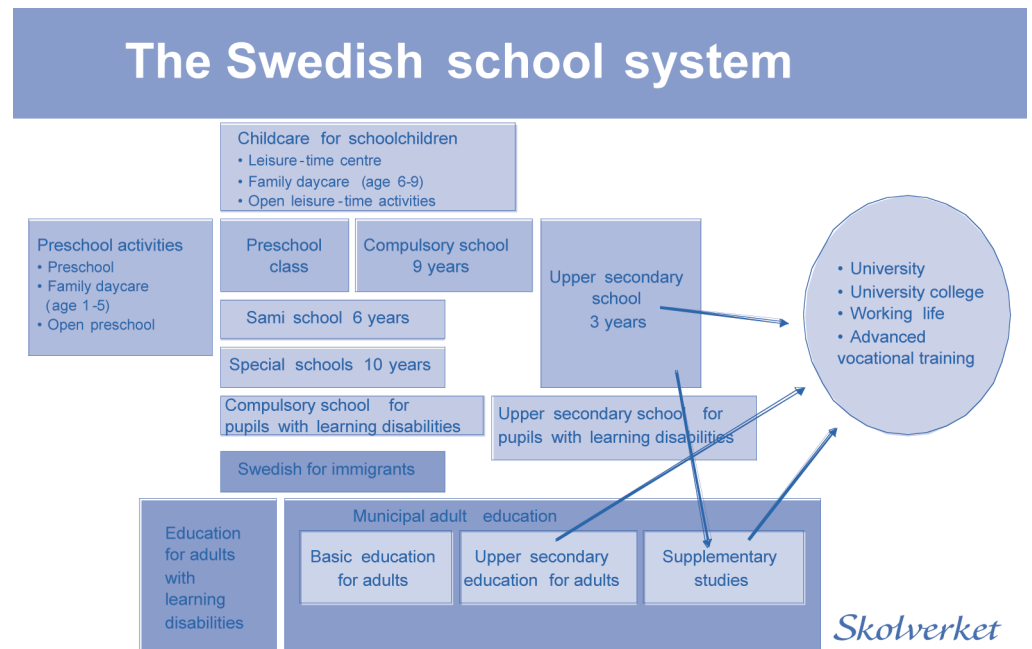 The Swedish school system
Childcare for schoolchildren
• Leisure-time centre
• Family daycare (age 6-9)
• Open leisure-time activities
Preschool activities
• Preschool
• Family daycare
(age 1-5)
• Open preschool
Preschool
class
Compulsory school
9 years
Upper secondary
school
3 years
• University
• University college
• Working life
• Advanced
vocational training
Sami school 6 years
Special schools 10 years
Compulsory school for
pupils with learning disabilities
Upper secondary school for
pupils with learning disabilities
Swedish for immigrants
Education
for adults
with
learning
disabilities
Municipal adult education
Basic education
for adults
Upper secondary
education for adults
Supplementary
studies
Skolverket